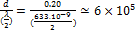 d/(λ/2) = 0.20/(633.10⁻⁹/2) ≃ 6 × 10⁵